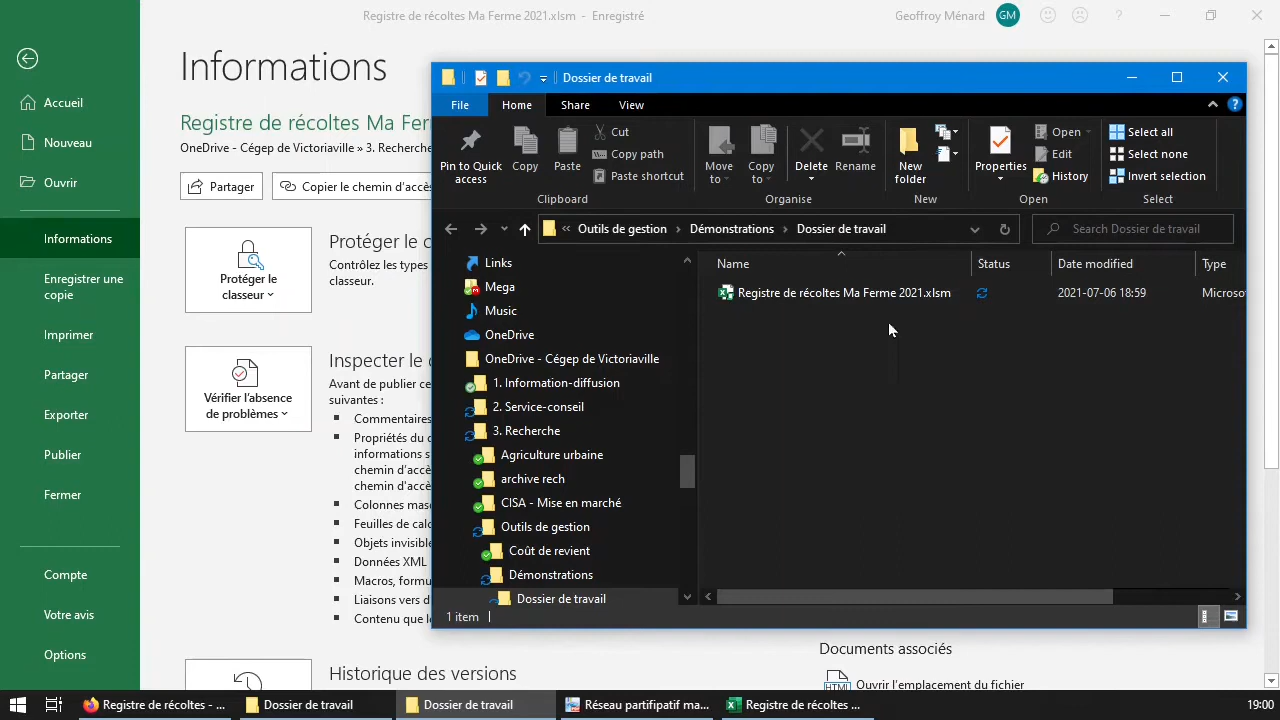 Registre de récoltes Ma Ferme 2021.xlsm - Enregistré
Geoffroy Ménard
GM
?
Accueil
Nouveau
Ouvrir
Informations
Enregistrer une
copie
Imprimer
Partager
Exporter
Publier
Fermer
Compte
Votre avis
Options
Informations
Registre de récoltes Ma Fer
OneDrive - Cégep de Victoriaville » 3. Recherche
Partager
Copier le chemin d'accè
Protéger le
classeur
Protéger le c
Contrôlez les types
classeur.
Vérifier l'absence
de problèmes
Inspecter le c
Avant de publier ce
suivantes :
Commentaires
Propriétés du c
informations s
chemin d'accè
chemin d'accè
Colonnes mas
Feuilles de calc
Objets invisible
Données XML
Macros, formu
Liaisons vers d
Contenu que le
Historique des versions
Documents associés
HTML
Ouvrir l'emplacement du fichier
Dossier de travail
File
Home
Share
View
?
Pin to Quick
access
Copy
Paste
Cut
Copy path
Paste shortcut
Clipboard
Move
to
Copy
to
Delete
Rename
Organise
New
folder
New
Properties
Open
Edit
History
Open
Select all
Select none
Invert selection
Select
« Outils de gestion
Démonstrations
Dossier de travail
Search Dossier de travail
Links
Mega
Music
OneDrive
OneDrive - Cégep de Victoriaville
1. Information-diffusion
2. Service-conseil
3. Recherche
Agriculture urbaine
archive rech
CISA - Mise en marché
Outils de gestion
Coût de revient
Démonstrations
Dossier de travail
Name
Status
Date modified
Type
Registre de récoltes Ma Ferme 2021.xlsm
2021-07-06 18:59
Microso
1 item
Registre de récoltes - ...
Dossier de travail
Dossier de travail
Réseau partifipatif ma...
Registre de récoltes ...
19:00